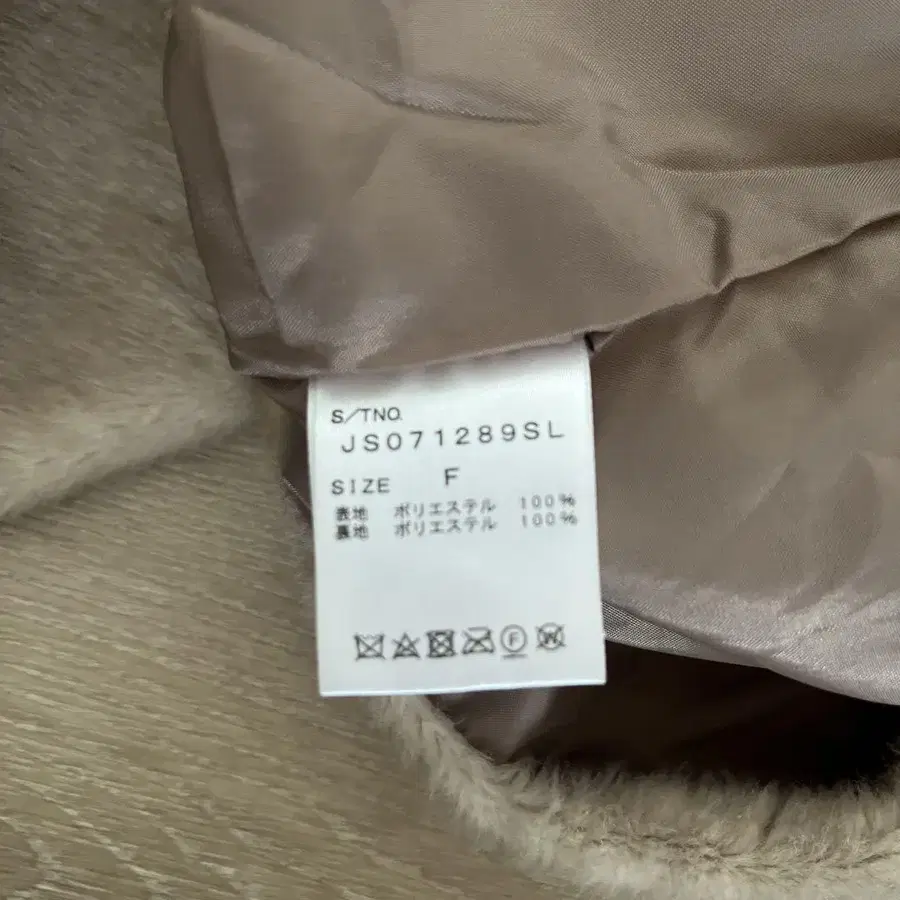 S/TNO.
JS071289SL
SIZE F
表地 ポリエステル 100%
裏地 ポリエステル 100%
F W